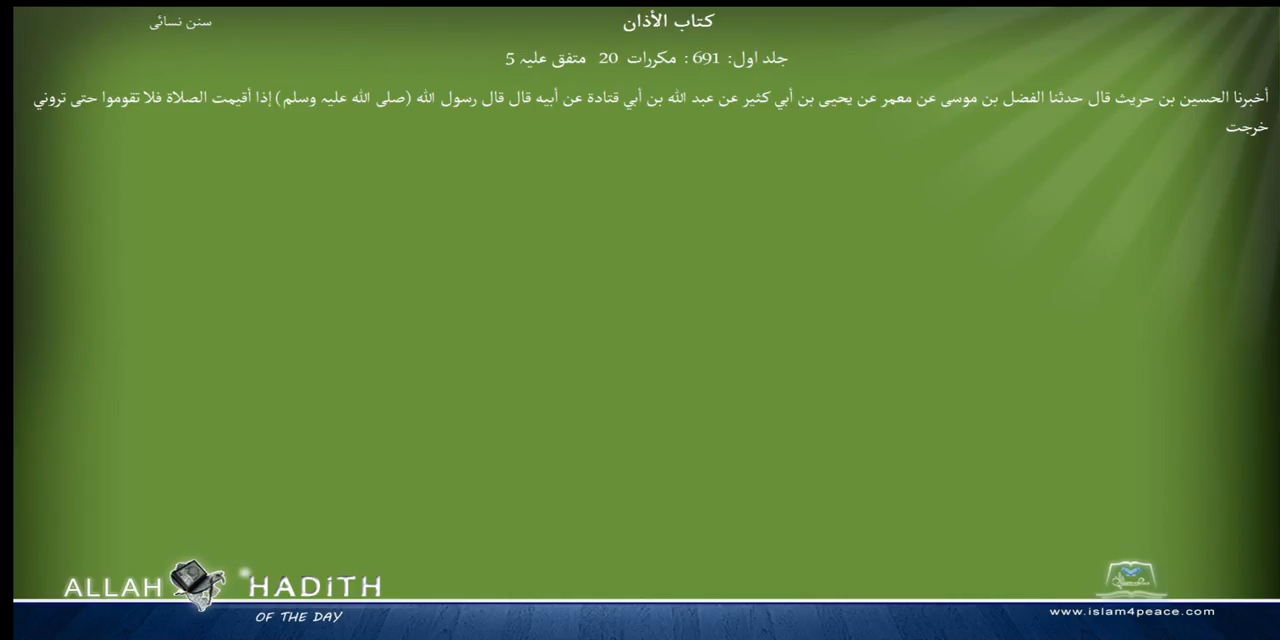 كتاب الأذان
سنن نسائی
جلد اول: 691 : مکررات 20 متفق علیہ 5
أخبرنا الحسين بن حريث قال حدثنا الفضل بن موسى عن معمر عن يحيى بن أبي كثير عن عبد الله بن أبي قتادة عن أبيه قال قال رسول الله (صلی اللہ علیہ وسلم) إذا أقيمت الصلاة فلا تقوموا حتى تروني
خرجت
ALLAH HADITH
OF THE DAY
www.islam4peace.com